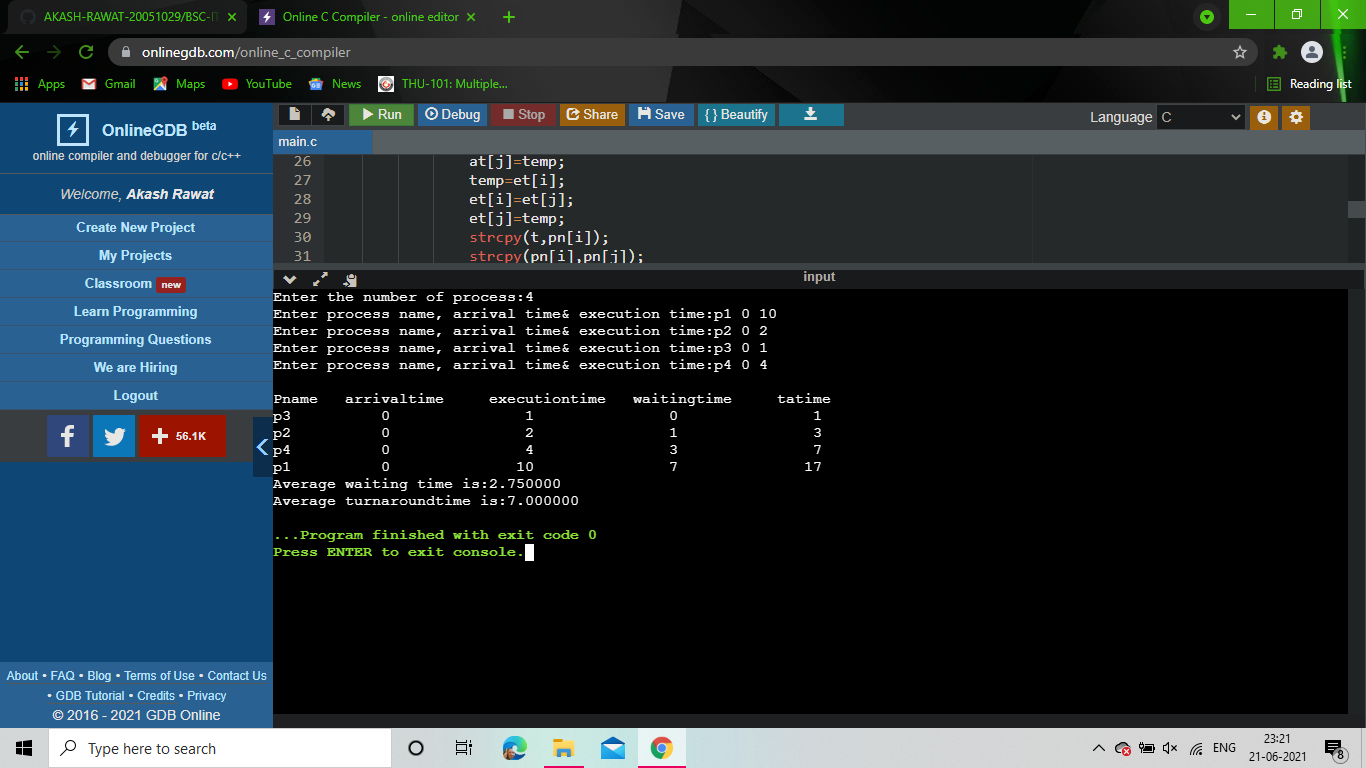 AKASH-RAWAT-20051029/BSC-IT
Online C Compiler - online editor
onlinegdb.com/online_c_compiler
Apps Gmail Maps YouTube News THU-101: Multiple... Reading list
OnlineGDB beta
online compiler and debugger for c/c++
Welcome, Akash Rawat
Create New Project
My Projects
Classroom new
Learn Programming
Programming Questions
We are Hiring
Logout
56.1K
About • FAQ • Blog • Terms of Use • Contact Us
• GDB Tutorial • Credits • Privacy
© 2016 - 2021 GDB Online
Run Debug Stop Share Save { } Beautify Language C
main.c
26 at[j]=temp;
27 temp=et[i];
28 et[i]=et[j];
29 et[j]=temp;
30 strcpy(t,pn[i]);
31 strcpy(pn[i],pn[j]);
input
Enter the number of process:4
Enter process name, arrival time& execution time:p1 0 10
Enter process name, arrival time& execution time:p2 0 2
Enter process name, arrival time& execution time:p3 0 1
Enter process name, arrival time& execution time:p4 0 4
Pname arrivaltime executiontime waitingtime tatime
p3 0 1 0 1
p2 0 2 1 3
p4 0 4 3 7
p1 0 10 7 17
Average waiting time is:2.750000
Average turnaroundtime is:7.000000
...Program finished with exit code 0
Press ENTER to exit console.
Type here to search
ENG
23:21
21-06-2021
8